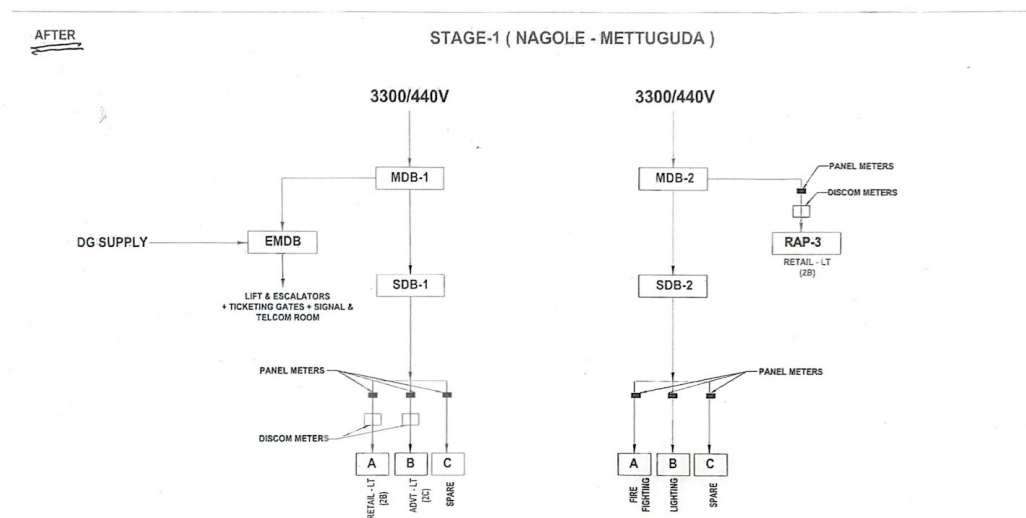 AFTER
STAGE-1 ( NAGOLE - METTUGUDA )
3300/440V
3300/440V
MDB-1
MDB-2
PANEL METERS
DISCOM METERS
DG SUPPLY
EMDB
RAP-3
RETAIL - LT
(2B)
SDB-1
SDB-2
LIFT & ESCALATORS
+ TICKETING GATES + SIGNAL &
TELCOM ROOM
PANEL METERS
PANEL METERS
DISCOM METERS
A
B
C
RETAIL - LT
(2B)
ADVT - LT
(2C)
SPARE
A
B
C
FIRE
FIGHTING
LIGHTING
SPARE